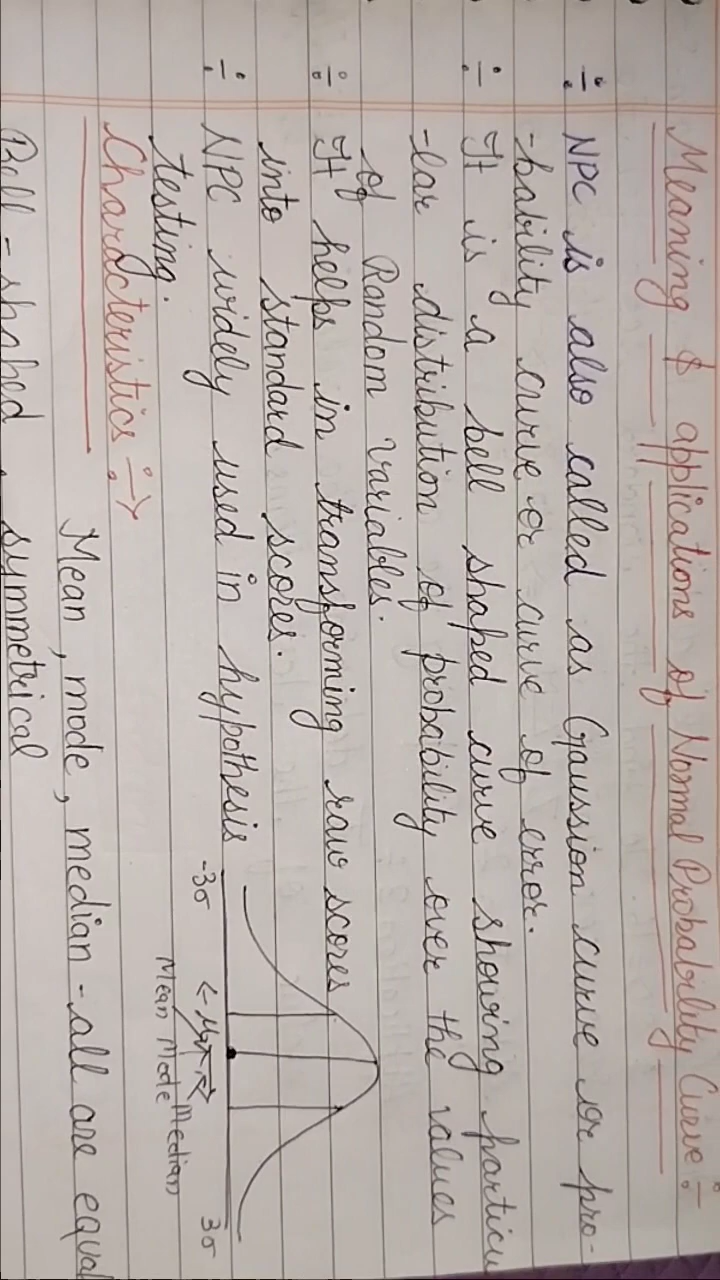 Meaning & applications of Normal Probability Curve :-
÷ NPC is also called as Gaussion curve or pro-
-bability curve or curve of error.
÷ It is a bell shaped curve showing particu
-lar distribution of probability over the values
of Random variables.
÷ It helps in transforming raw scores
into standard scores.
÷ NPC widely used in hypothesis
testing.
-3σ
3σ
Mean Mode Median
Characteristics :->
Mean, mode, median - all are equal
Bell-shaped, symmetrical